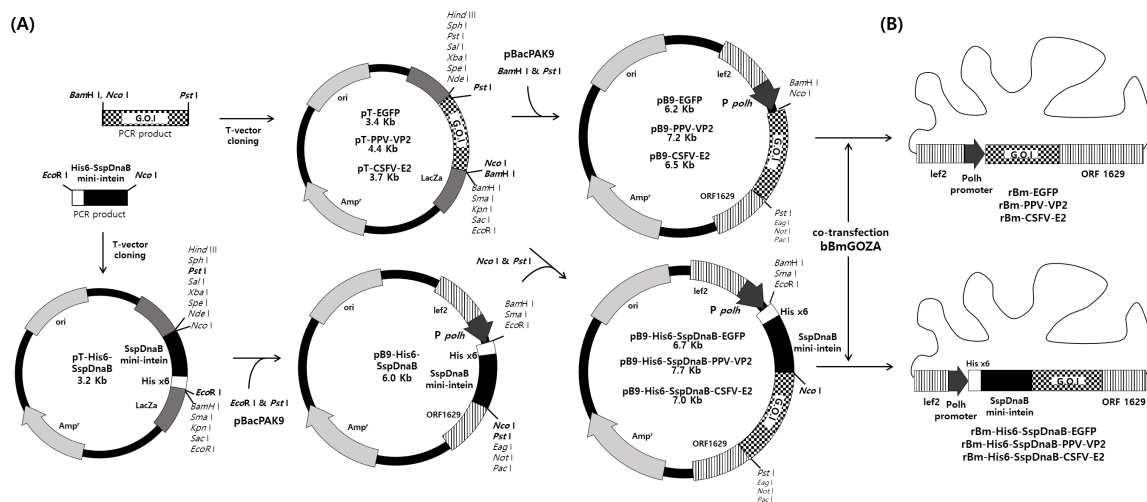 (A)
BamH I, Nco I
Pst I
G.O.I
PCR product
His6-SspDnaB
mini-intein
EcoR I
Nco I
PCR product
T-vector
cloning
T-vector
cloning
Hind III
Sph I
Pst I
Sal I
Xba I
Spe I
Nde I
Pst I
ori
pT-EGFP
3.4 Kb
pT-PPV-VP2
4.4 Kb
pT-CSFV-E2
3.7 Kb
G.O.I
LacZa
Ampr
Nco I
BamH I
BamH I
Sma I
Kpn I
Sac I
EcoR I
pBacPAK9
BamH I & Pst I
lef2
ori
P polh
BamH I
Nco I
pB9-EGFP
6.2 Kb
pB9-PPV-VP2
7.2 Kb
pB9-CSFV-E2
6.5 Kb
G.O.I
ORF1629
Ampr
Pst I
Eag I
Not I
Pac I
Hind III
Sph I
Pst I
Sal I
Xba I
Spe I
Nde I
Nco I
ori
SspDnaB
mini-intein
pT-His6-
SspDnaB
3.2 Kb
His x6
EcoR I
LacZa
Ampr
BamH I
Sma I
Kpn I
Sac I
EcoR I
EcoR I & Pst I
pBacPAK9
lef2
ori
P polh
BamH I
Sma I
EcoR I
His x6
pB9-His6-
SspDnaB
6.0 Kb
SspDnaB
mini-intein
ORF1629
Ampr
Nco I
Pst I
Eag I
Not I
Pac I
Nco I & Pst I
lef2
ori
P polh
BamH I
Sma I
EcoR I
His x6
pB9-His6-SspDnaB-EGFP
6.7 Kb
pB9-His6-SspDnaB-PPV-VP2
7.7 Kb
pB9-His6-SspDnaB-CSFV-E2
7.0 Kb
SspDnaB
mini-intein
Nco I
G.O.I
ORF1629
Ampr
Pst I
Eag I
Not I
Pac I
co-transfection
bBmGOZA
(B)
G.O.I
lef2
Polh
promoter
ORF 1629
rBm-EGFP
rBm-PPV-VP2
rBm-CSFV-E2
His x6
G.O.I
lef2
Polh
promoter
SspDnaB
mini-intein
ORF 1629
rBm-His6-SspDnaB-EGFP
rBm-His6-SspDnaB-PPV-VP2
rBm-His6-SspDnaB-CSFV-E2